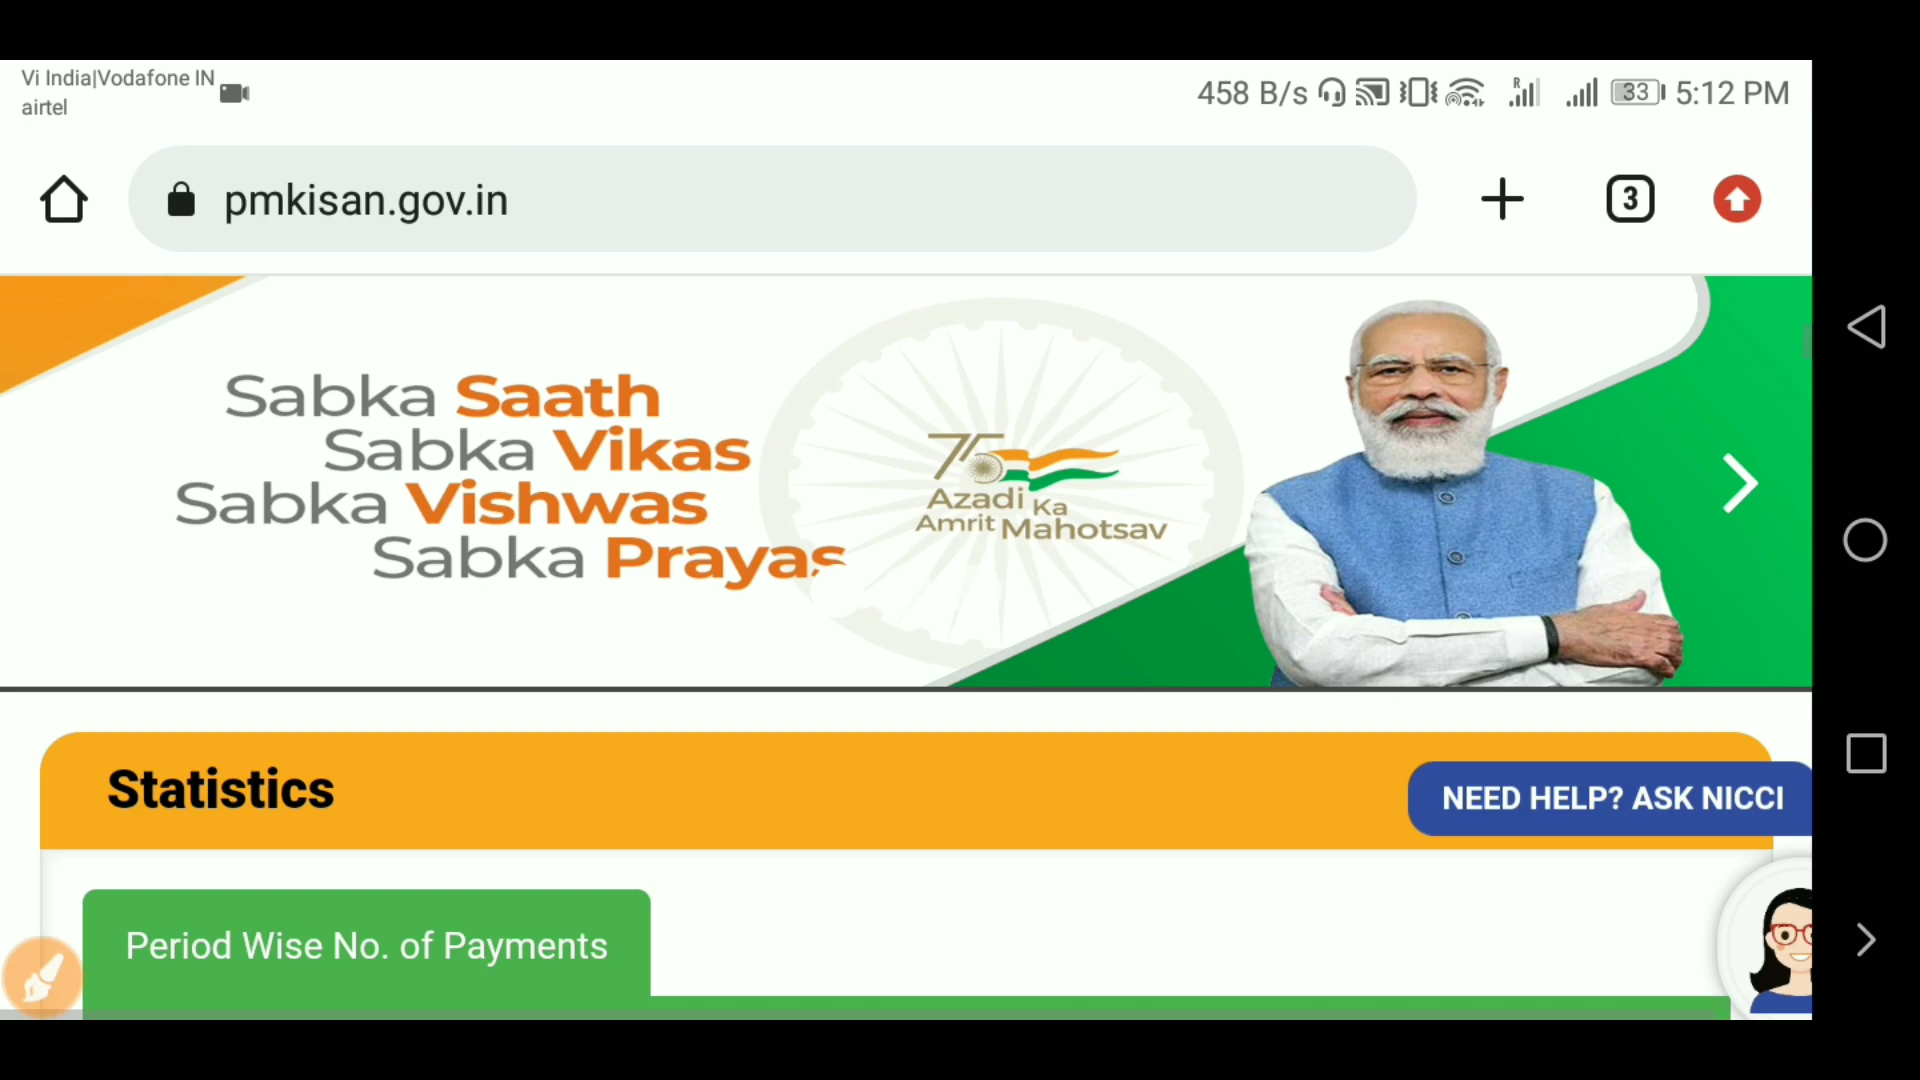 Vi India|Vodafone IN
airtel
458 B/s
R
33
5:12 PM
pmkisan.gov.in
3
Sabka Saath
Sabka Vikas
Sabka Vishwas
Sabka Prayas
75
Azadi Ka
Amrit Mahotsav
Statistics
NEED HELP? ASK NICCI
Period Wise No. of Payments